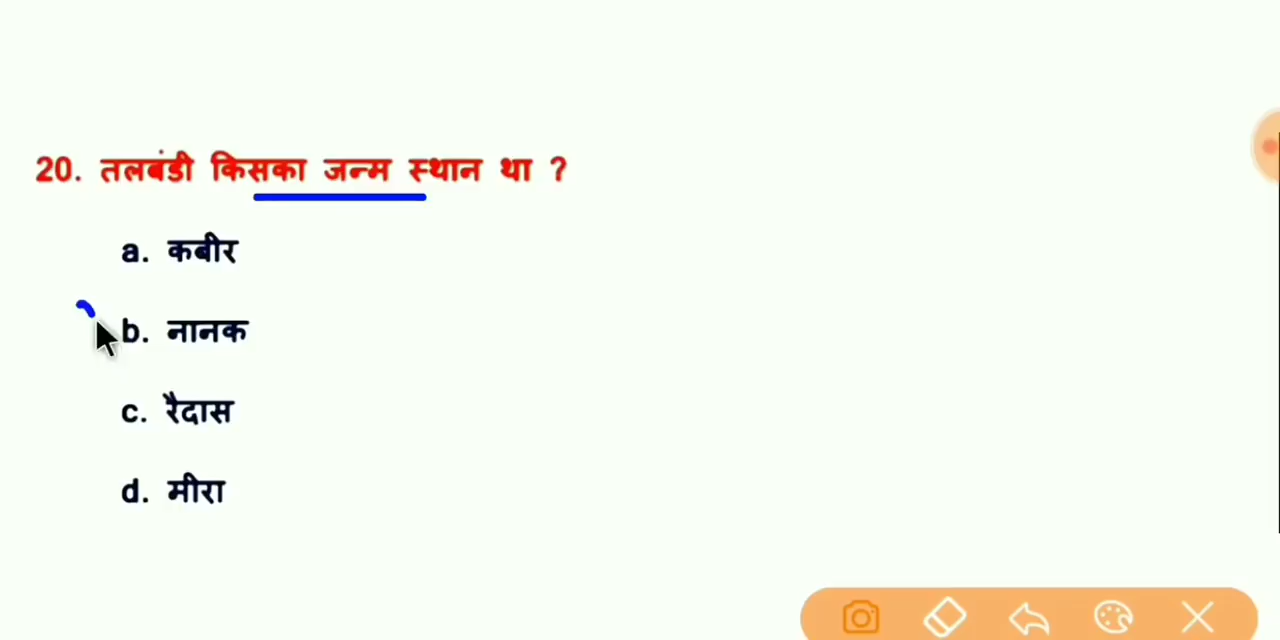 20. तलबंडी किसका जन्म स्थान था ?
a. कबीर
b. नानक
c. रैदास
d. मीरा